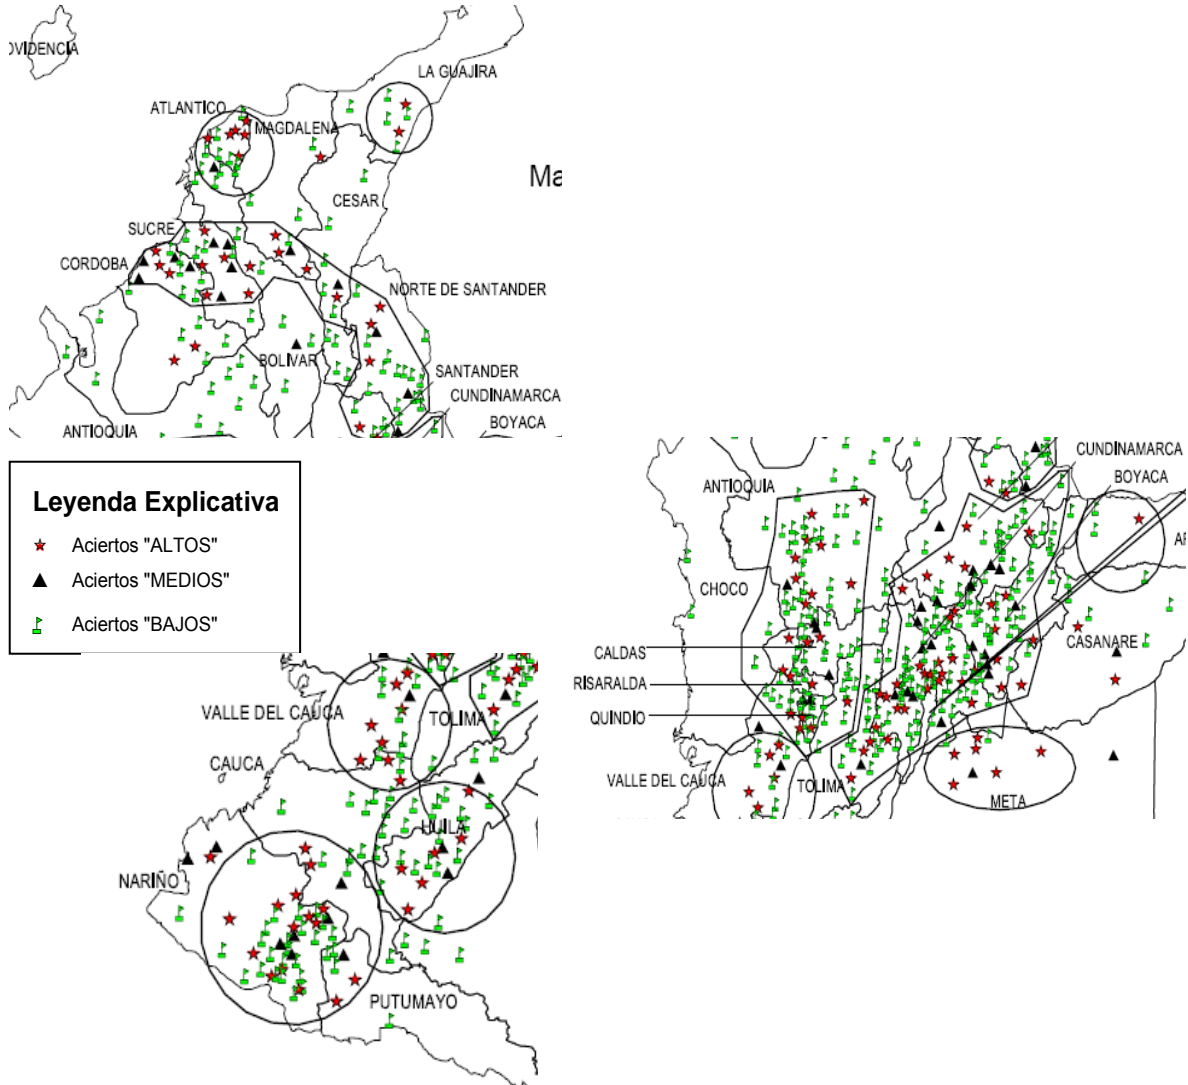 OVIDENCIA
LA GUAJIRA
ATLANTICO
MAGDALENA
Ma
CESAR
SUCRE
CORDOBA
NORTE DE SANTANDER
BOLIVAR
SANTANDER
CUNDINAMARCA
BOYACA
ANTIOQUIA
Leyenda Explicativa
Aciertos "ALTOS"
Aciertos "MEDIOS"
Aciertos "BAJOS"
CUNDINAMARCA
BOYACA
ANTIOQUIA
AR
CHOCO
CASANARE
CALDAS
RISARALDA
QUINDIO
VALLE DEL CAUCA
TOLIMA
META
VALLE DEL CAUCA
TOLIMA
CAUCA
HUILA
NARIÑO
PUTUMAYO